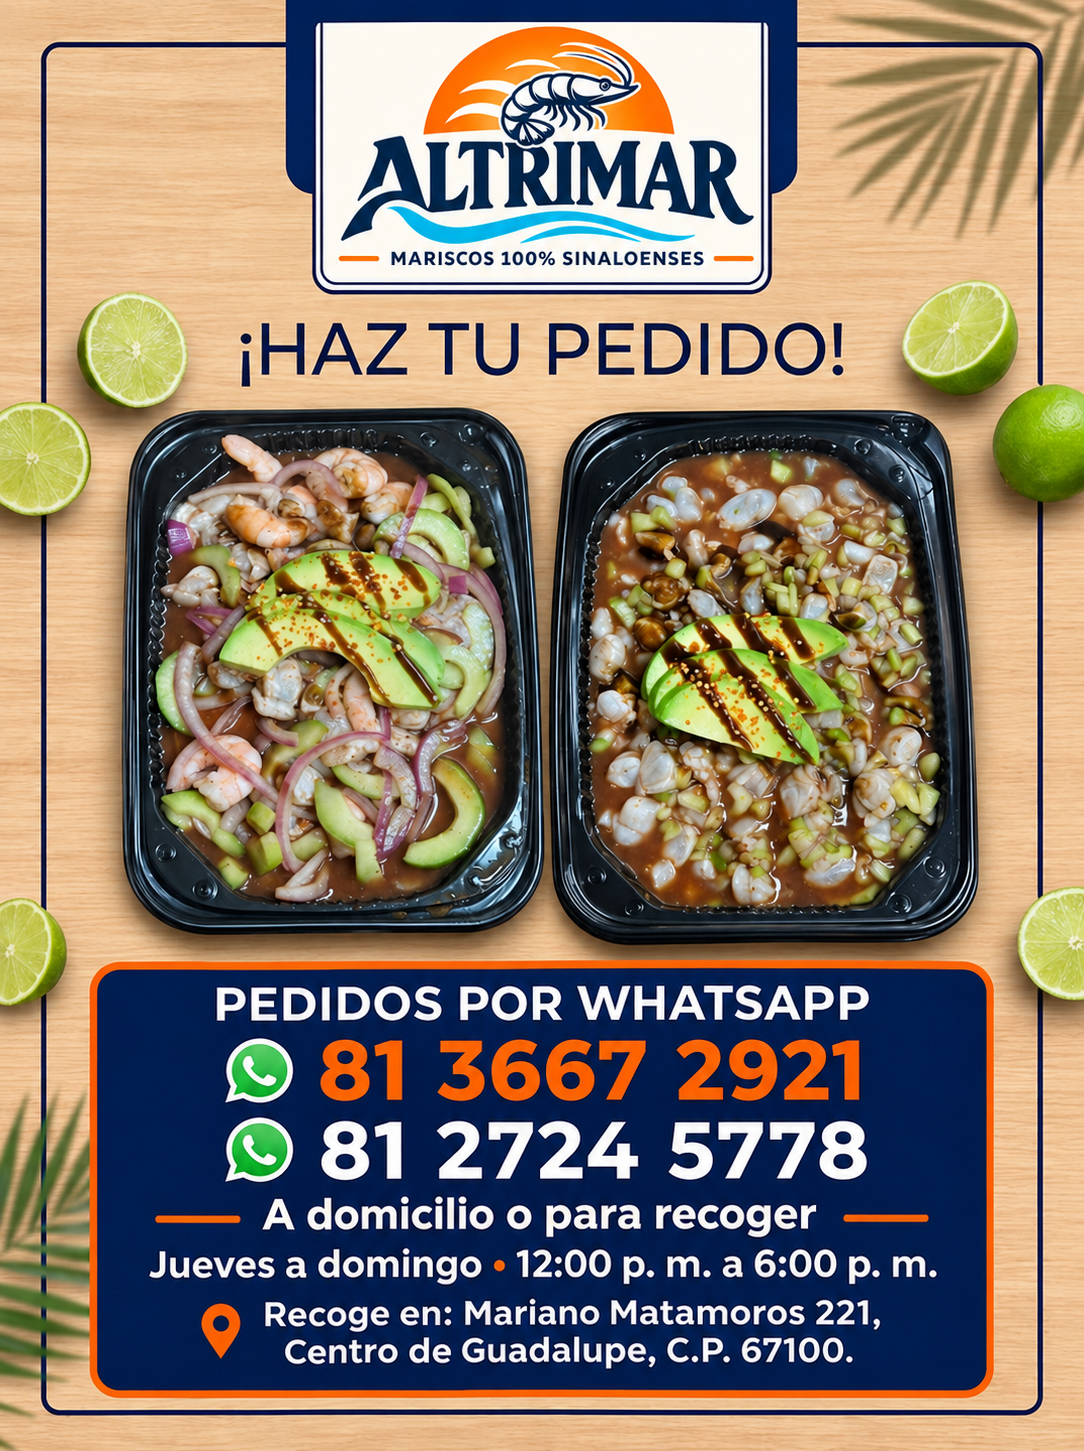 ALTRIMAR
MARISCOS 100% SINALOENSES
¡HAZ TU PEDIDO!
PEDIDOS POR WHATSAPP
81 3667 2921
81 2724 5778
A domicilio o para recoger
Jueves a domingo • 12:00 p. m. a 6:00 p. m.
Recoge en: Mariano Matamoros 221,
Centro de Guadalupe, C.P. 67100.